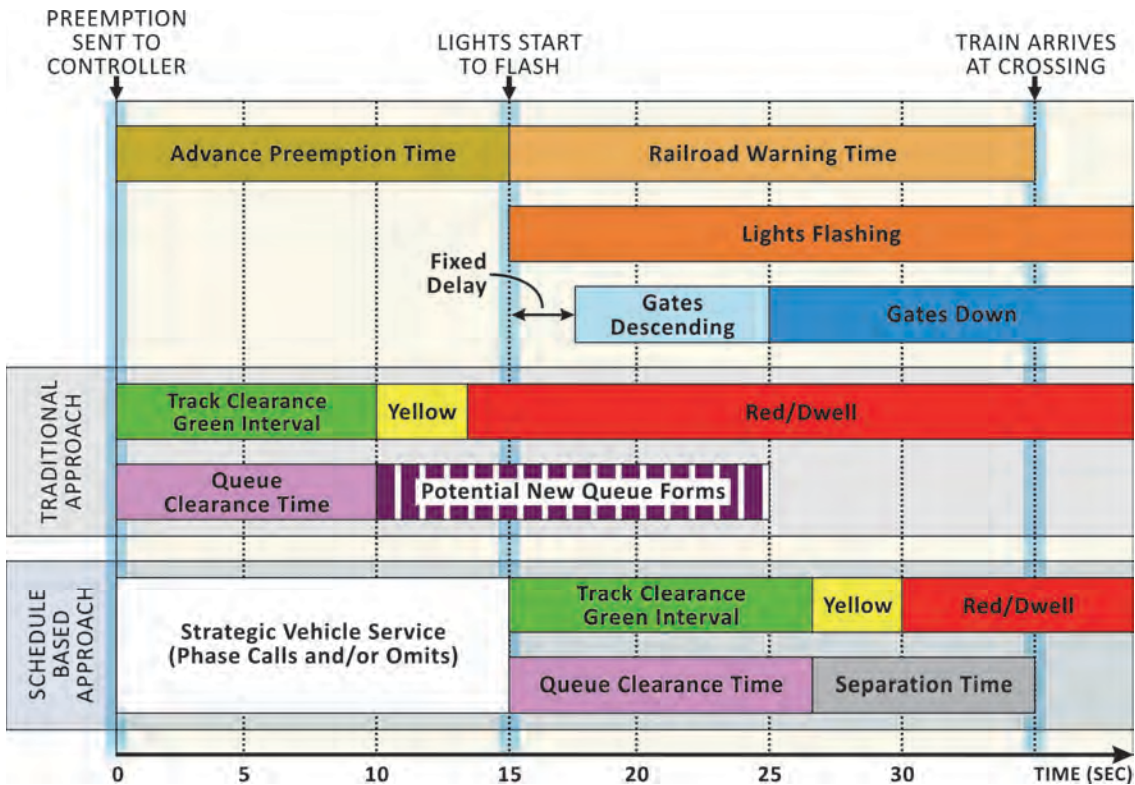 PREEMPTION
SENT TO
CONTROLLER
LIGHTS START
TO FLASH
TRAIN ARRIVES
AT CROSSING
Advance Preemption Time
Railroad Warning Time
Lights Flashing
Fixed
Delay
Gates
Descending
Gates Down
TRADITIONAL
APPROACH
Track Clearance
Green Interval
Yellow
Red/Dwell
Queue
Clearance Time
Potential New Queue Forms
SCHEDULE
BASED
APPROACH
Strategic Vehicle Service
(Phase Calls and/or Omits)
Track Clearance
Green Interval
Yellow
Red/Dwell
Queue Clearance Time
Separation Time
0 5 10 15 20 25 30 TIME (SEC)